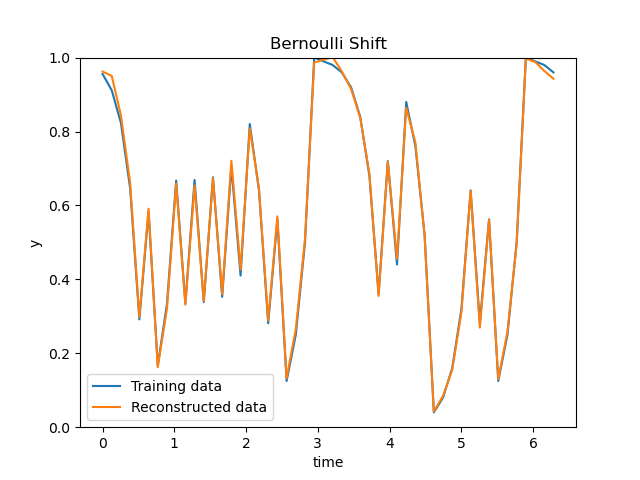 Bernoulli Shift
1.0
0.8
0.6
0.4
0.2
0.0
y
Training data
Reconstructed data
0 1 2 3 4 5 6
time